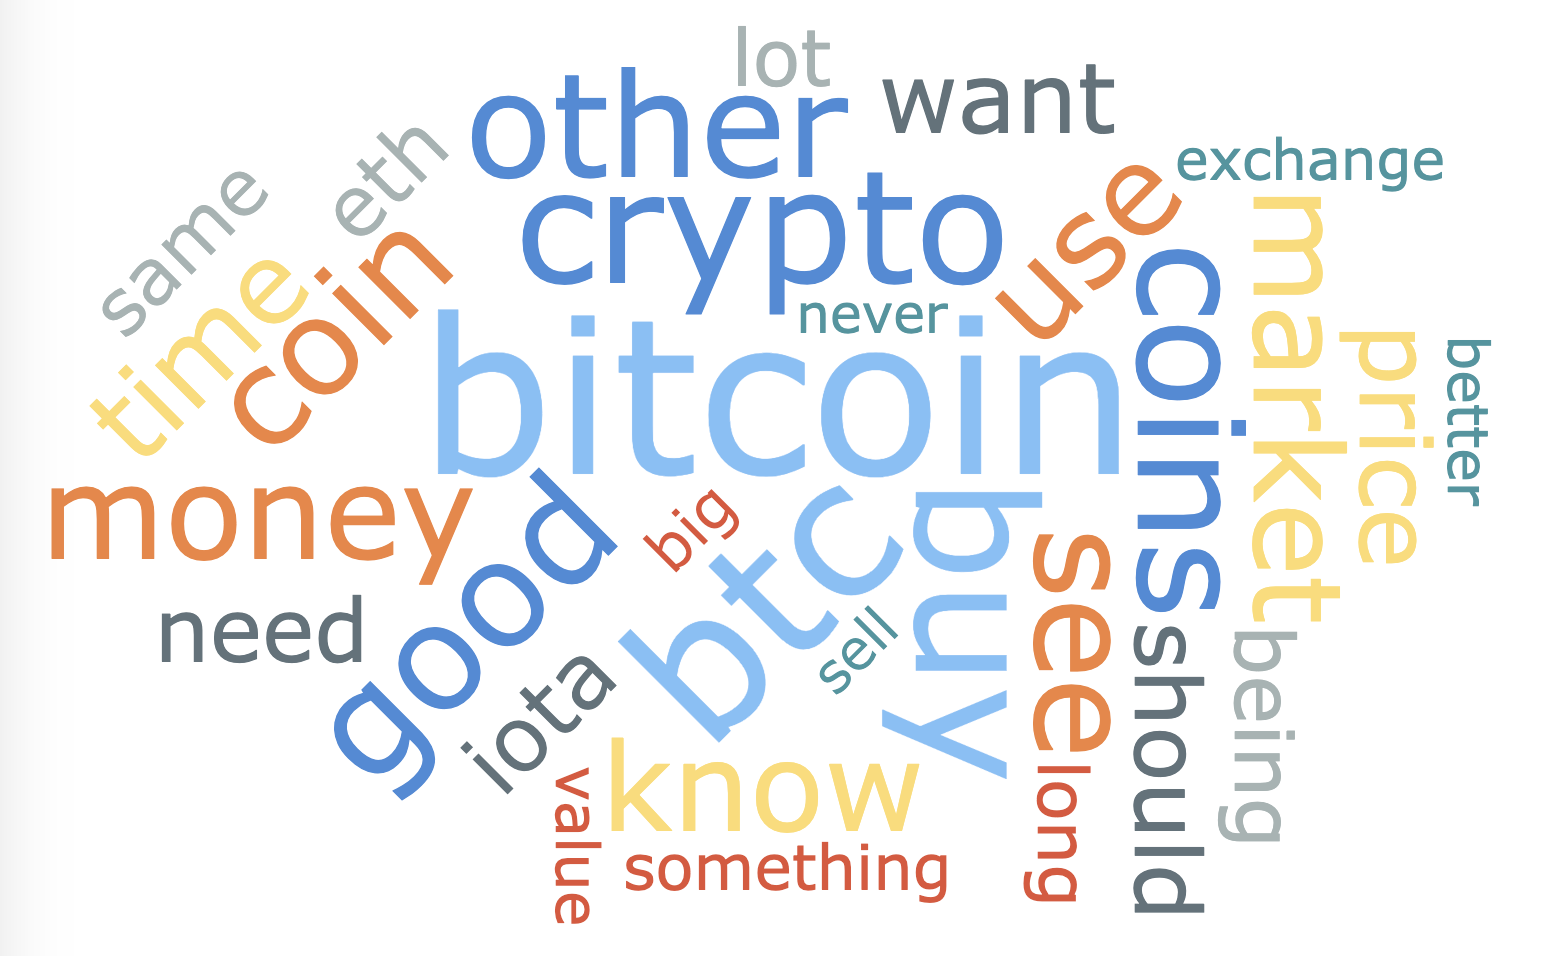 lot
other
want
exchange
eth
same
crypto
use
coin
time
never
coins
market
price
better
bitcoin
money
good
big
btc
buy
see
need
sell
iota
should
being
know
long
value
something